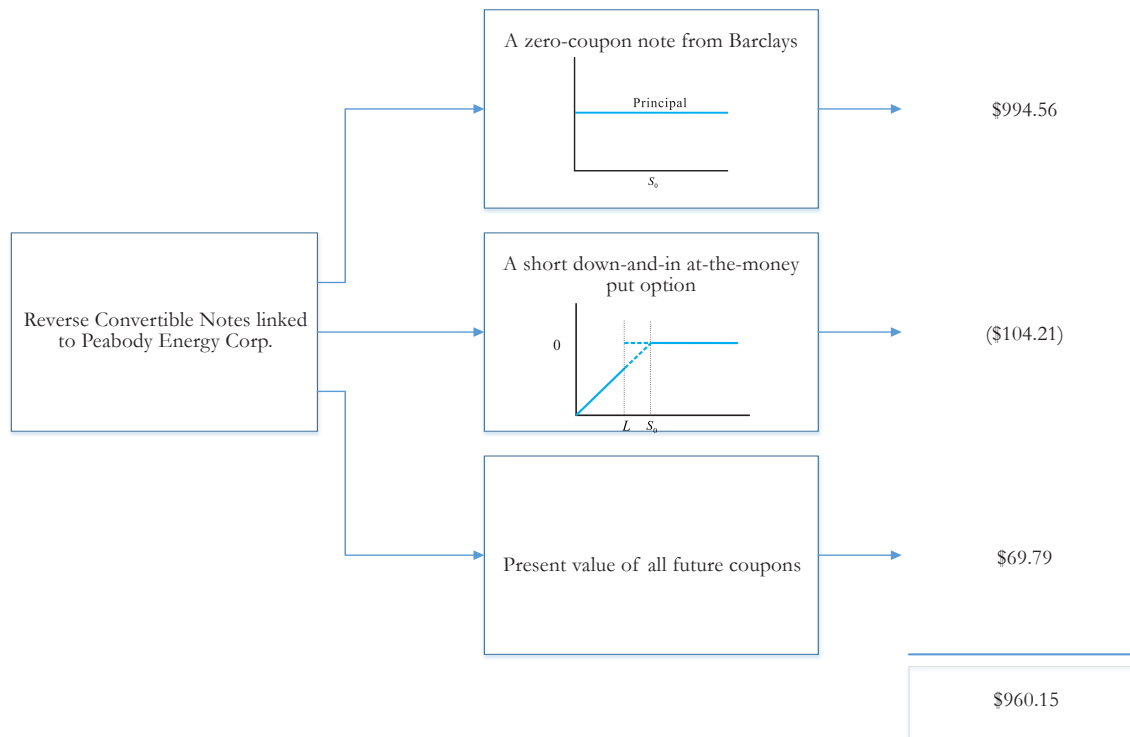 A zero-coupon note from Barclays
Principal
S₀
$994.56
Reverse Convertible Notes linked
to Peabody Energy Corp.
A short down-and-in at-the-money
put option
0
L S₀
($104.21)
Present value of all future coupons
$69.79
$960.15